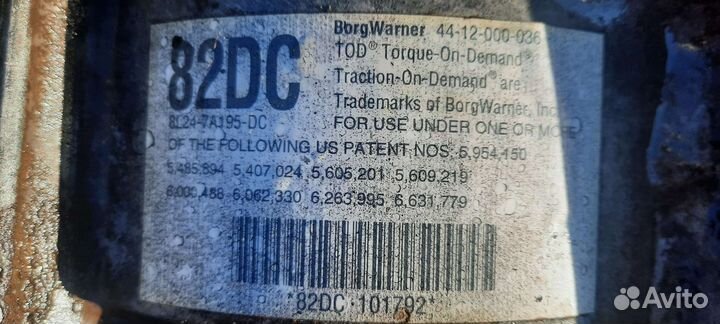 BorgWarner 44-12-000-036
82DC
TOD® Torque-On-Demand®
Traction-On-Demand® are
Trademarks of BorgWarner, Inc.
8L24-7A195-DC
FOR USE UNDER ONE OR MORE
OF THE FOLLOWING US PATENT NOS. 6,954,150
5,485,894 5,407,024 5,605,201 5,609,219
6,000,488 6,062,330 6,263,995 6,631,779
*82DC 101792*
Avito